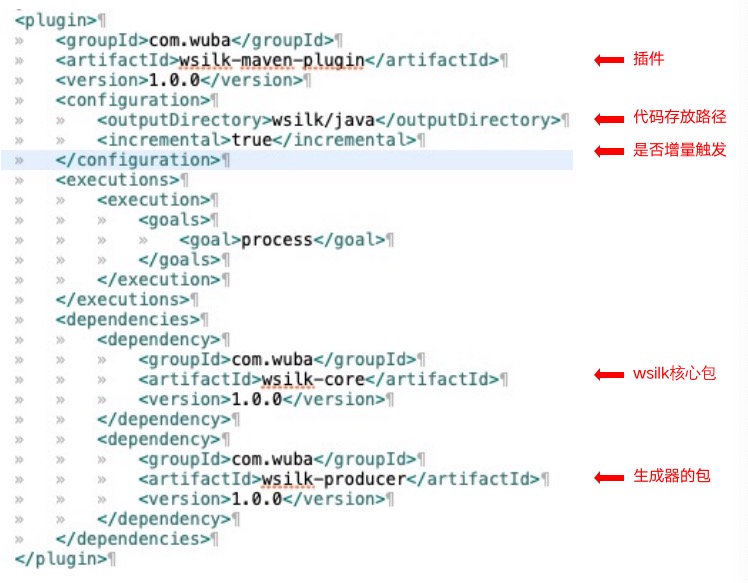 <plugin>¶
» <groupId>com.wuba</groupId>¶
» <artifactId>wsilk-maven-plugin</artifactId>¶ 插件
» <version>1.0.0</version>¶
» <configuration>¶
» » <outputDirectory>wsilk/java</outputDirectory>¶ 代码存放路径
» » <incremental>true</incremental>¶ 是否增量触发
» </configuration>¶
» <executions>¶
» » <execution>¶
» » » <goals>¶
» » » » <goal>process</goal>¶
» » » </goals>¶
» » </execution>¶
» </executions>¶
» <dependencies>¶
» » <dependency>¶
» » » <groupId>com.wuba</groupId>¶
» » » <artifactId>wsilk-core</artifactId>¶ wsilk核心包
» » » <version>1.0.0</version>¶
» » </dependency>¶
» » <dependency>¶
» » » <groupId>com.wuba</groupId>¶
» » » <artifactId>wsilk-producer</artifactId>¶ 生成器的包
» » » <version>1.0.0</version>¶
» » </dependency>¶
» </dependencies>¶
</plugin>¶